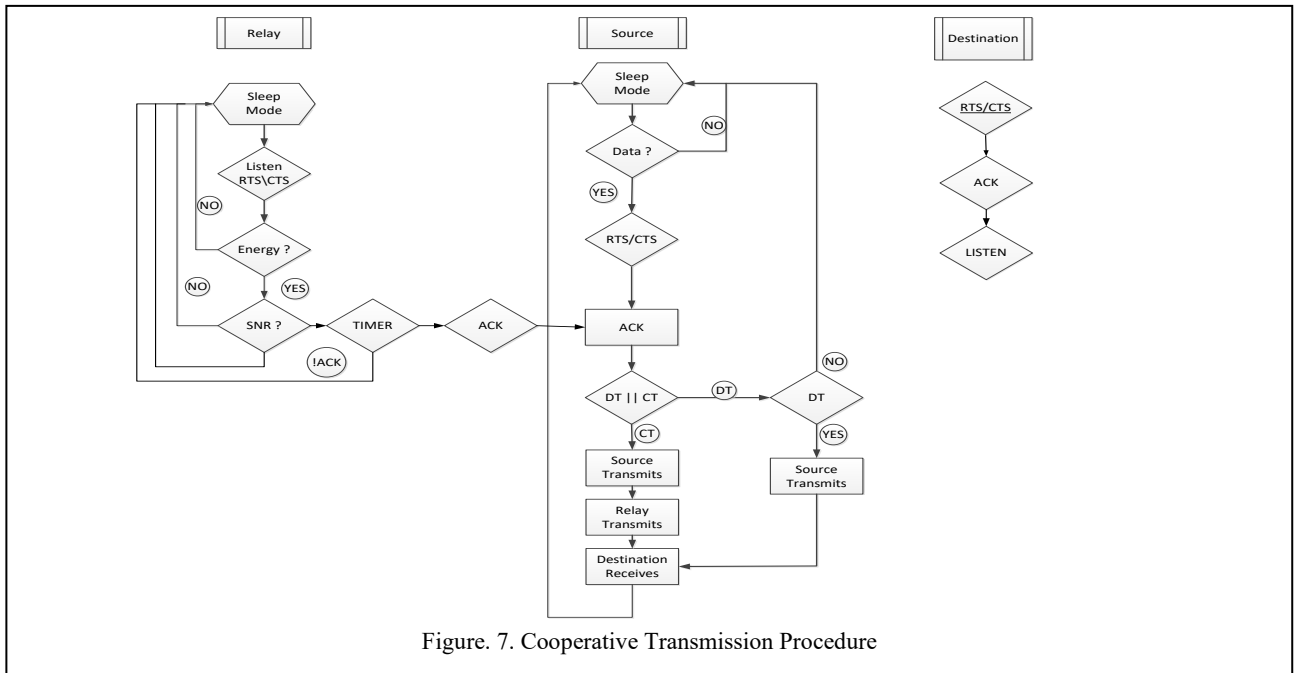 Relay
Sleep
Mode
Listen
RTS\CTS
NO
Energy ?
NO
YES
SNR ?
TIMER
!ACK
ACK
Source
Sleep
Mode
NO
Data ?
YES
RTS/CTS
ACK
DT || CT
DT
CT
Source
Transmits
Relay
Transmits
Destination
Receives
NO
DT
YES
Source
Transmits
Destination
RTS/CTS
ACK
LISTEN
Figure. 7. Cooperative Transmission Procedure